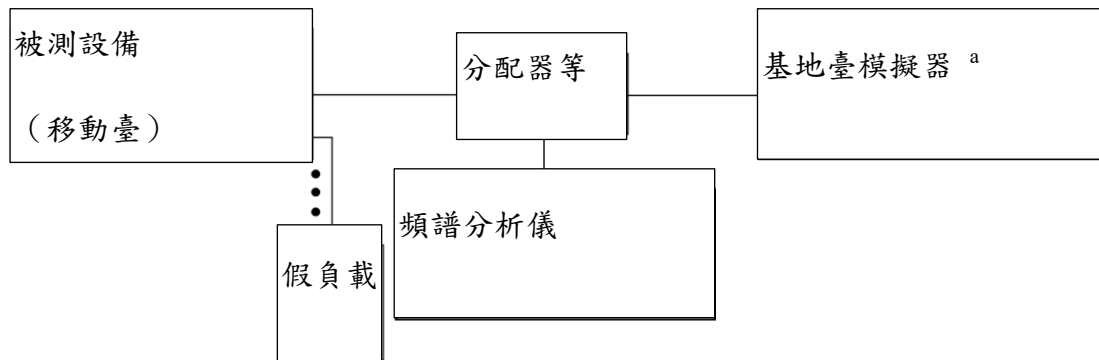 被測設備
（移動臺）
分配器等
基地臺模擬器 a
頻譜分析儀
假負載